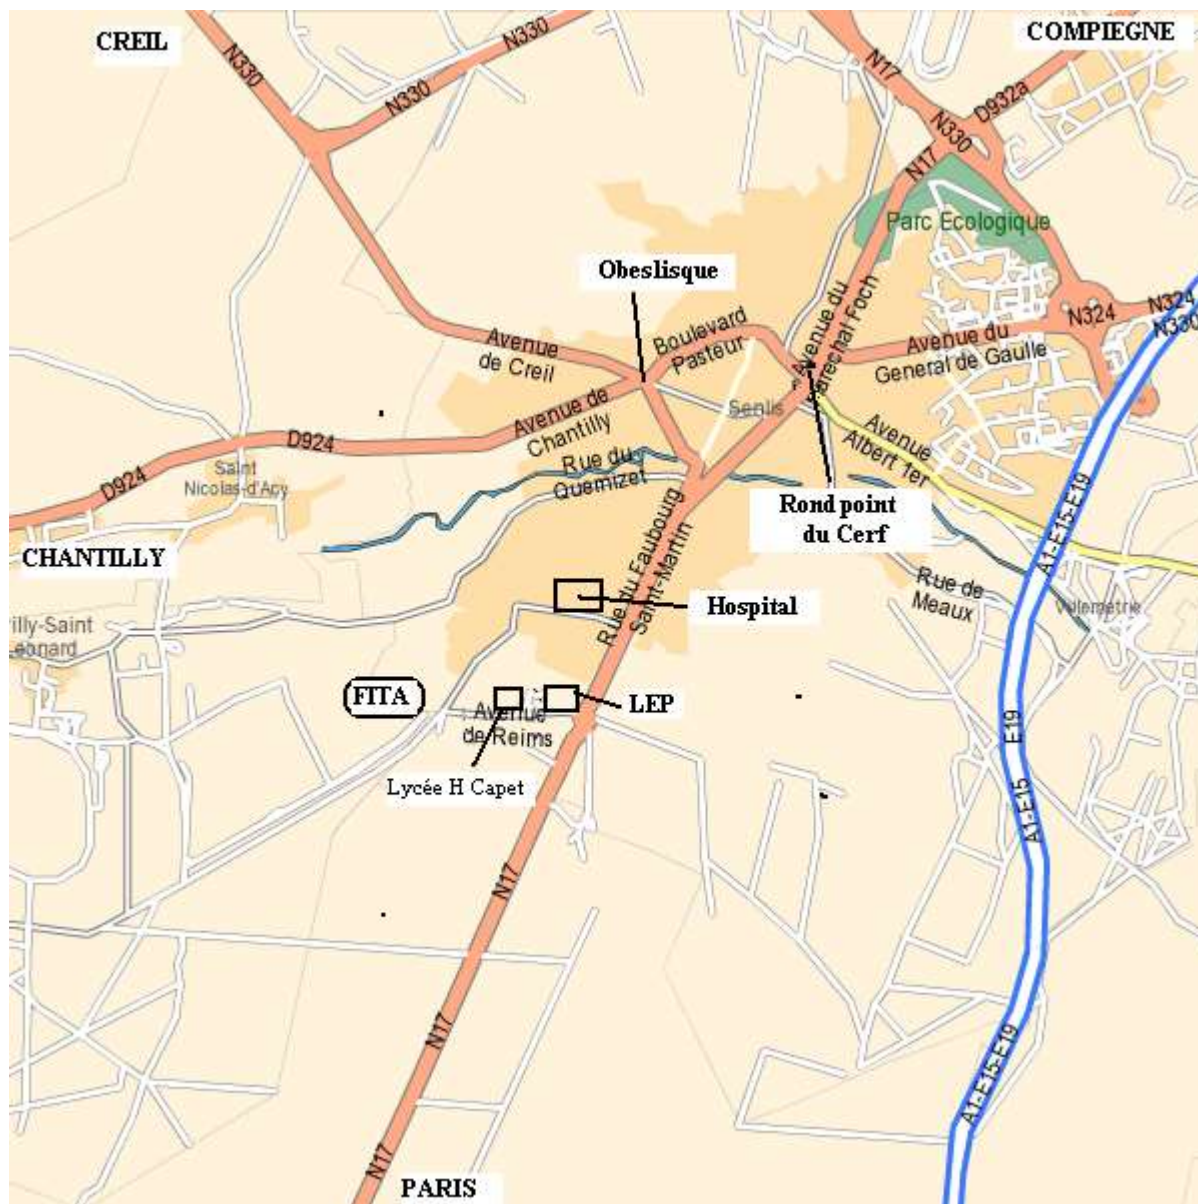 CREIL
N330
N330
N330
N17
N330
D932a
COMPIEGNE
N17
Parc Ecologique
Obeslisque
Avenue du
Marechal Foch
N324
N324
N330
Boulevard
Pasteur
Avenue
de Creil
Avenue du
General de Gaulle
Senlis
Avenue de
Chantilly
D924
D924
Saint
Nicolas-d'Acy
Rue du
Quemizet
Avenue
Albert 1er
Rond point
du Cerf
A1-E15-E19
CHANTILLY
Rue du Faubourg
Saint-Martin
Hospital
Rue de
Meaux
Villemetrie
illy-Saint
Leonard
FITA
LEP
Avenue
de Reims
Lycée H Capet
E19
A1-E15
N17
N17
A1-E15-E19
N17
PARIS